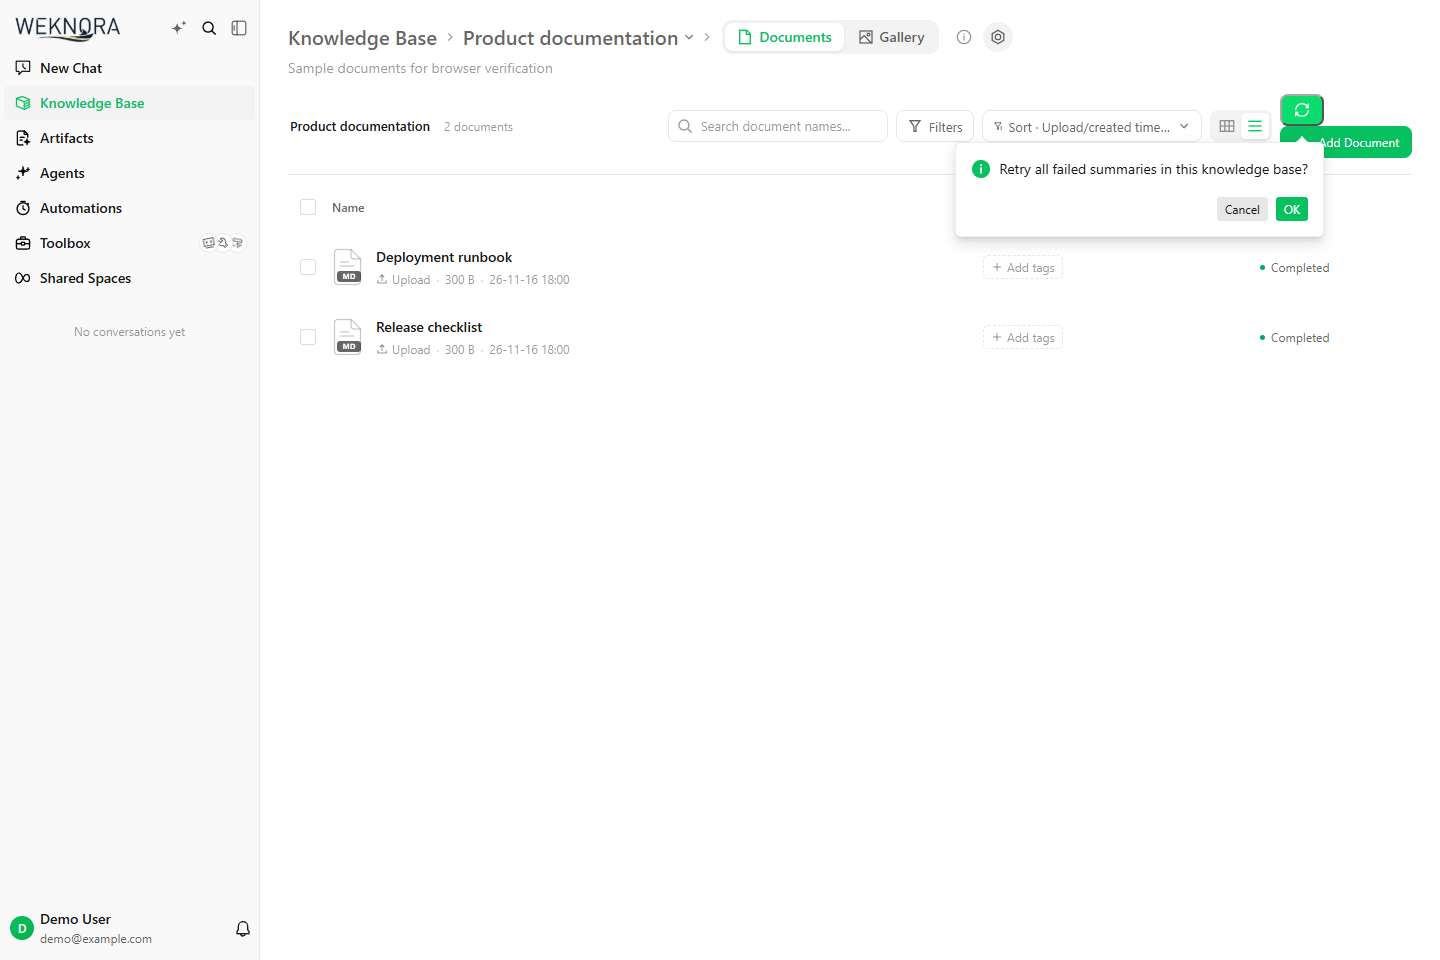 WEKNORA
New Chat
Knowledge Base
Artifacts
Agents
Automations
Toolbox
Shared Spaces
No conversations yet
D
Demo User
demo@example.com
Knowledge Base
Product documentation
Documents
Gallery
Sample documents for browser verification
Product documentation
2 documents
Search document names...
Filters
Sort · Upload/created time...
Add Document
Retry all failed summaries in this knowledge base?
Cancel
OK
Name
MD
Deployment runbook
Upload · 300 B · 26-11-16 18:00
+ Add tags
Completed
MD
Release checklist
Upload · 300 B · 26-11-16 18:00
+ Add tags
Completed